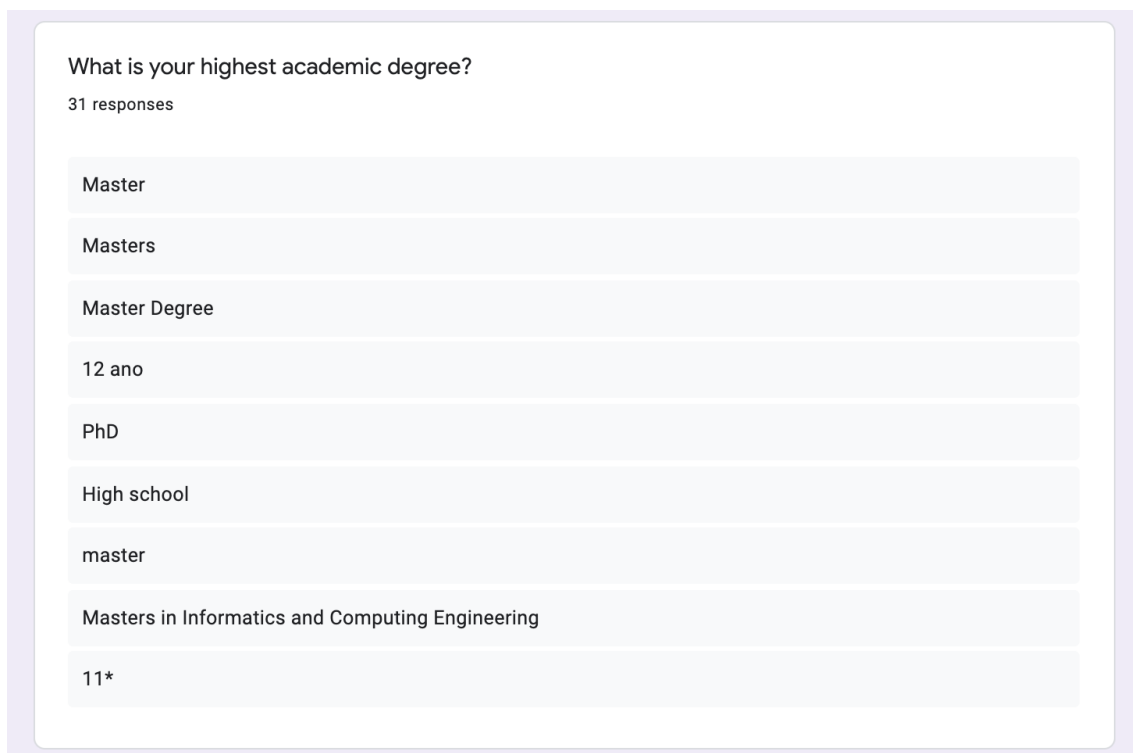 What is your highest academic degree?
31 responses
Master
Masters
Master Degree
12 ano
PhD
High school
master
Masters in Informatics and Computing Engineering
11*